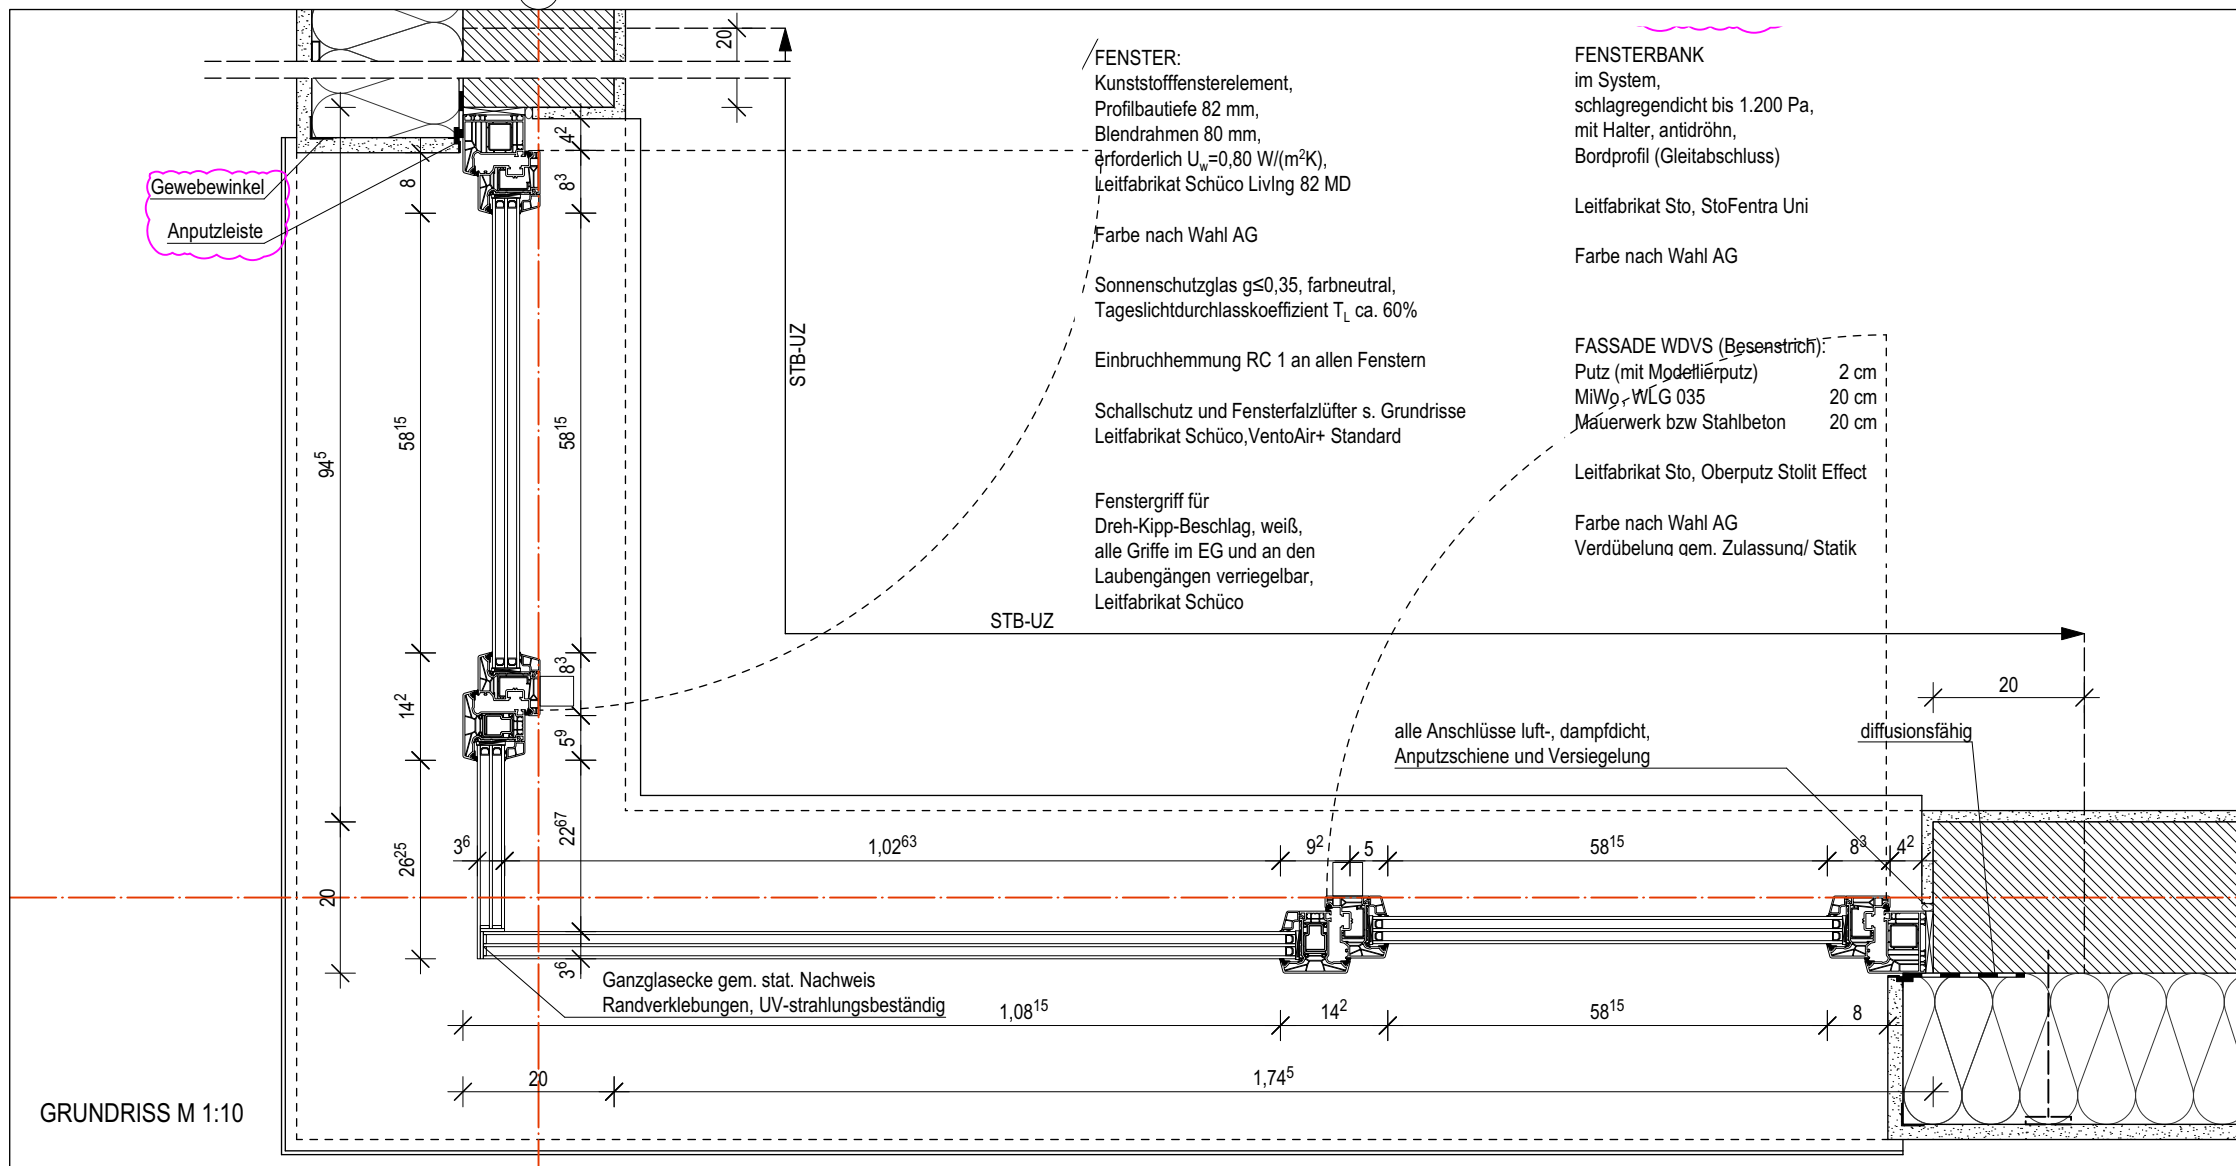 FENSTER:
Kunststofffensterelement,
Profilbautiefe 82 mm,
Blendrahmen 80 mm,
erforderlich Uw=0,80 W/(m²K),
Leitfabrikat Schüco LivIng 82 MD
Farbe nach Wahl AG
Sonnenschutzglas g≤0,35, farbneutral,
Tageslichtdurchlasskoeffizient TL ca. 60%
Einbruchhemmung RC 1 an allen Fenstern
Schallschutz und Fensterfalzlüfter s. Grundrisse
Leitfabrikat Schüco,VentoAir+ Standard
Fenstergriff für
Dreh-Kipp-Beschlag, weiß,
alle Griffe im EG und an den
Laubengängen verriegelbar,
Leitfabrikat Schüco
FENSTERBANK
im System,
schlagregendicht bis 1.200 Pa,
mit Halter, antidröhn,
Bordprofil (Gleitabschluss)
Leitfabrikat Sto, StoFentra Uni
Farbe nach Wahl AG
FASSADE WDVS (Besenstrich):
Putz (mit Modellierputz) 2 cm
MiWo, WLG 035 20 cm
Mauerwerk bzw Stahlbeton 20 cm
Leitfabrikat Sto, Oberputz Stolit Effect
Farbe nach Wahl AG
Verdübelung gem. Zulassung/ Statik
Gewebewinkel
Anputzleiste
20
4²
8
8³
STB-UZ
58¹⁵
58¹⁵
94⁵
STB-UZ
8³
14²
5⁹
20
alle Anschlüsse luft-, dampfdicht,
Anputzschiene und Versiegelung
diffusionsfähig
26²⁵
22⁶⁷
20
3⁶
1,02⁶³
9²
5
58¹⁵
8³
4²
3⁶
Ganzglasecke gem. stat. Nachweis
Randverklebungen, UV-strahlungsbeständig
1,08¹⁵
14²
58¹⁵
8
20
1,74⁵
GRUNDRISS M 1:10